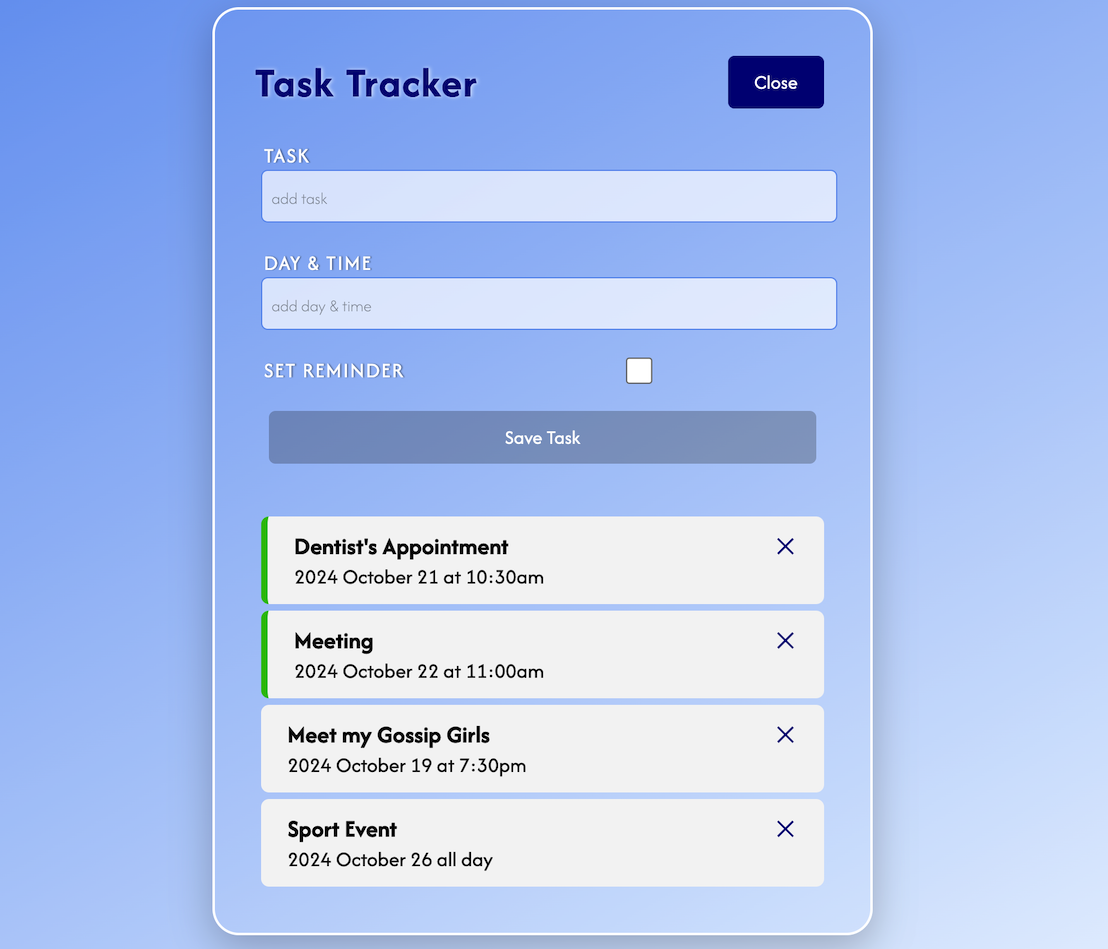 Task Tracker
Close
TASK
add task
DAY & TIME
add day & time
SET REMINDER
Save Task
Dentist's Appointment
2024 October 21 at 10:30am
Meeting
2024 October 22 at 11:00am
Meet my Gossip Girls
2024 October 19 at 7:30pm
Sport Event
2024 October 26 all day